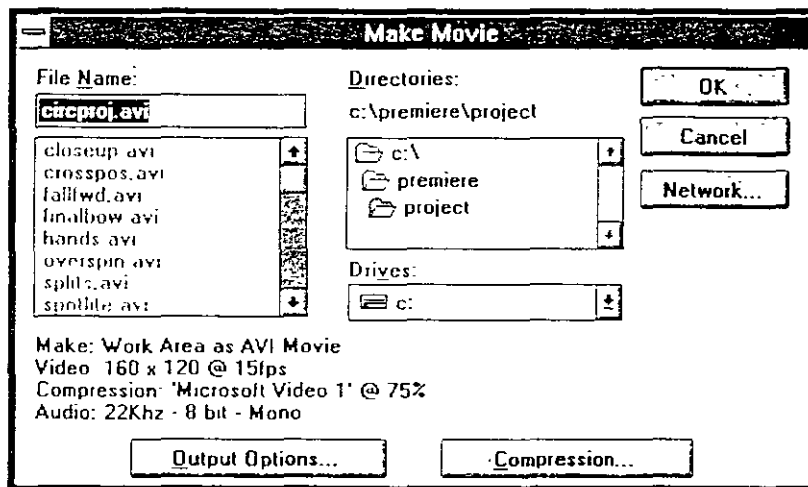 Make Movie
File Name:
circproj.avi
closeup.avi
crosspos.avi
fallfwd.avi
finalbow.avi
hands.avi
overspin.avi
splits.avi
spotlite.avi
Directories:
c:\premiere\project
c:\
premiere
project
Drives:
c:
OK
Cancel
Network...
Make: Work Area as AVI Movie
Video: 160 x 120 @ 15fps
Compression: 'Microsoft Video 1' @ 75%
Audio: 22Khz - 8 bit - Mono
Output Options...
Compression...